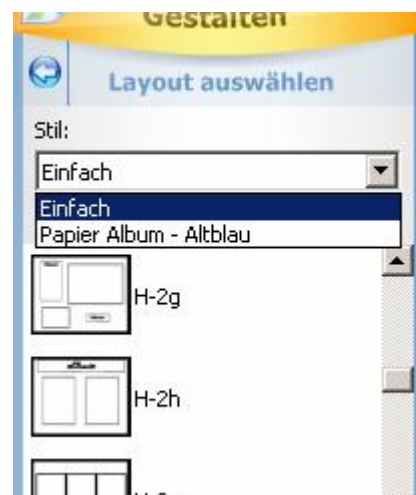 Gestalten
Layout auswählen
Stil:
Einfach
Einfach
Papier Album - Altblau
H-2g
H-2h